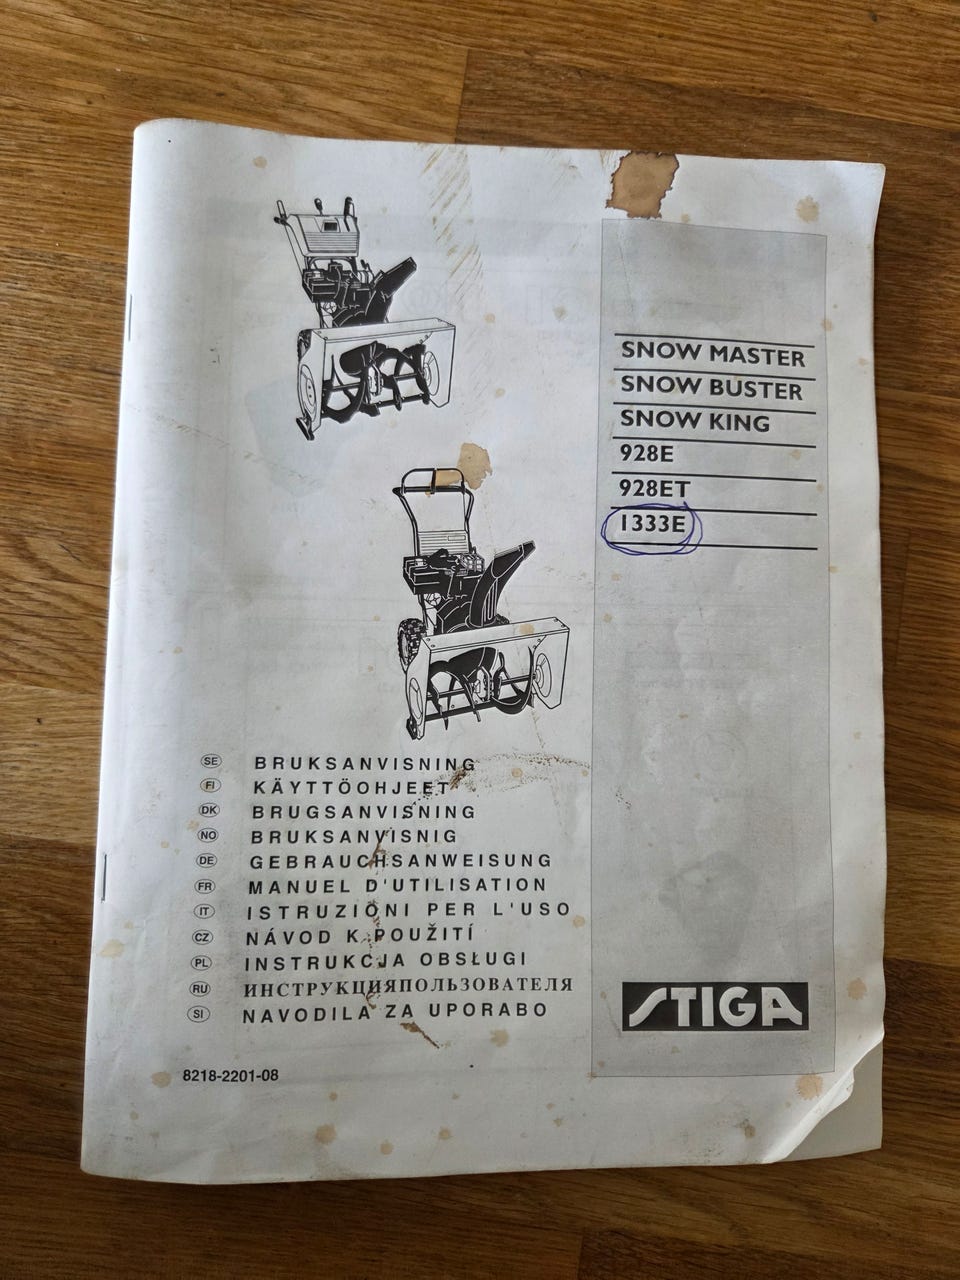 SNOW MASTER
SNOW BUSTER
SNOW KING
928E
928ET
1333E
SE BRUKSANVISNING
FI KÄYTTÖOHJEET
DK BRUGSANVISNING
NO BRUKSANVISNIG
DE GEBRAUCHSANWEISUNG
FR MANUEL D'UTILISATION
IT ISTRUZIONI PER L'USO
CZ NÁVOD K POUŽITÍ
PL INSTRUKCJA OBSŁUGI
RU ИНСТРУКЦИЯПОЛЬЗОВАТЕЛЯ
SI NAVODILA ZA UPORABO
STIGA
8218-2201-08